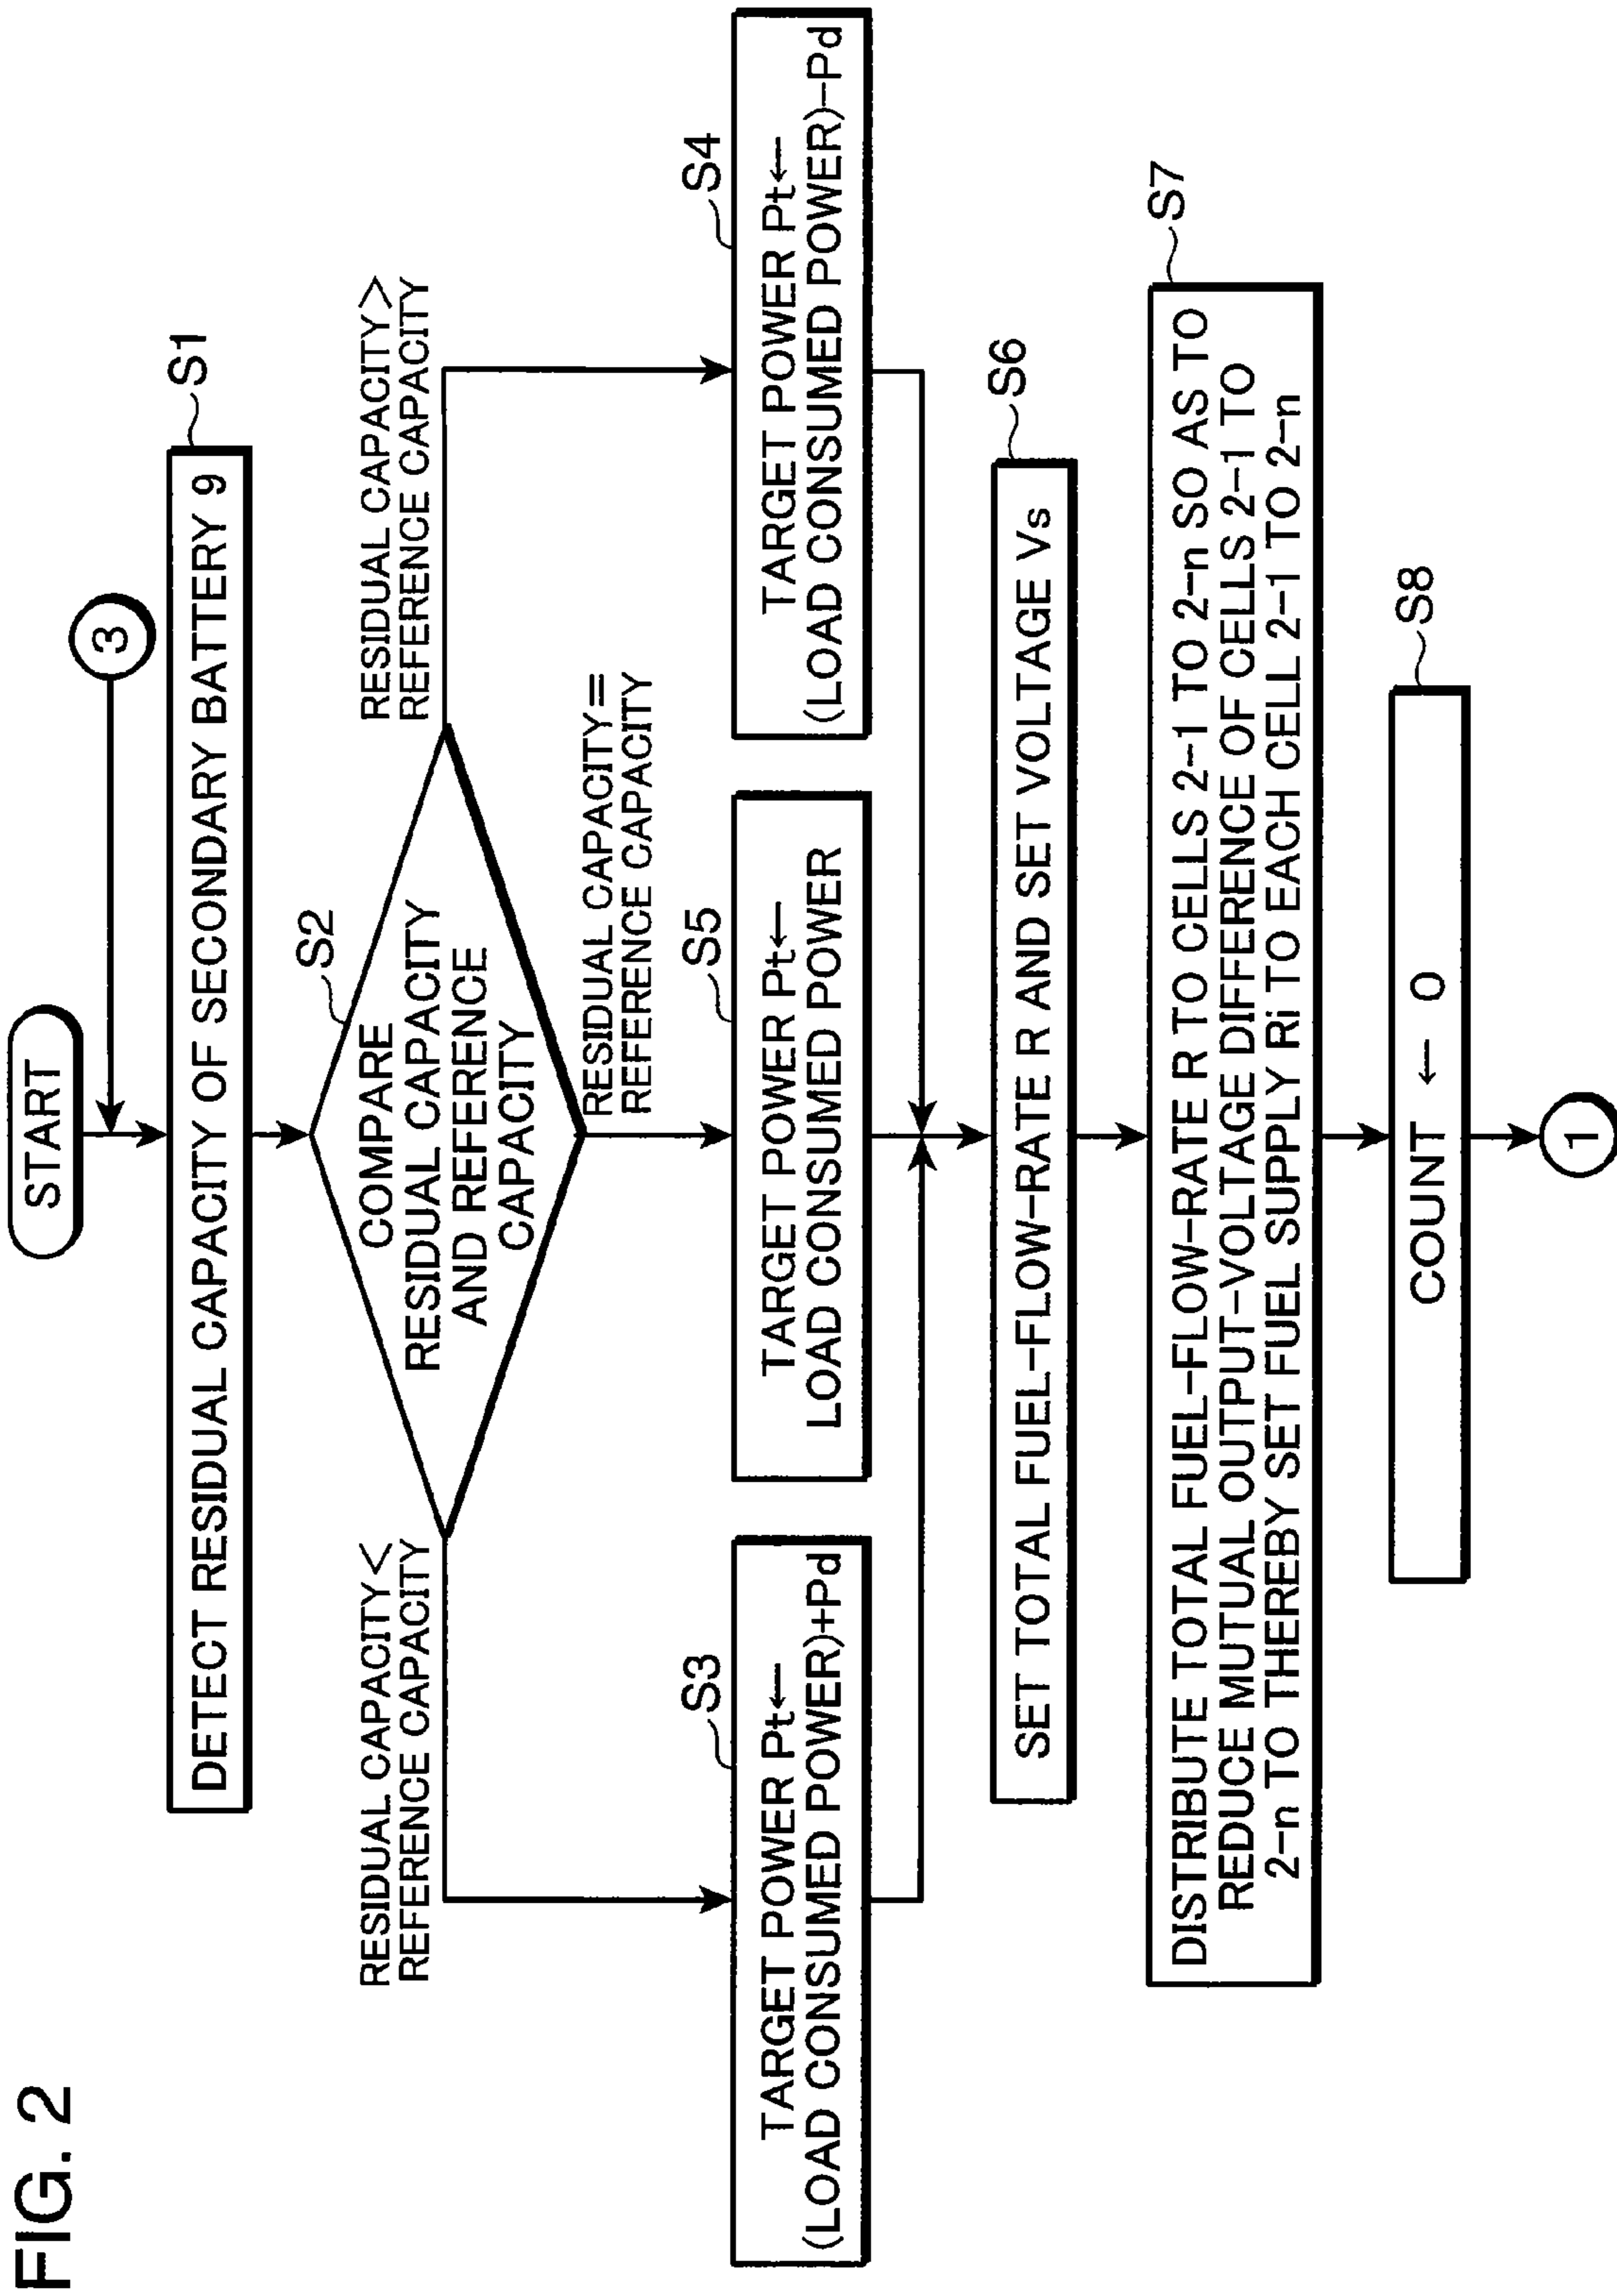 FIG. 2
START
3
DETECT RESIDUAL CAPACITY OF SECONDARY BATTERY 9
S1
S2
COMPARE
RESIDUAL CAPACITY
AND REFERENCE
CAPACITY
RESIDUAL CAPACITY<
REFERENCE CAPACITY
RESIDUAL CAPACITY>
REFERENCE CAPACITY
RESIDUAL CAPACITY=
REFERENCE CAPACITY
S3
TARGET POWER Pt←
(LOAD CONSUMED POWER)+Pd
S5
TARGET POWER Pt←
LOAD CONSUMED POWER
S4
TARGET POWER Pt←
(LOAD CONSUMED POWER)-Pd
S6
SET TOTAL FUEL-FLOW-RATE R AND SET VOLTAGE Vs
S7
DISTRIBUTE TOTAL FUEL-FLOW-RATE R TO CELLS 2-1 TO 2-n SO AS TO
REDUCE MUTUAL OUTPUT-VOLTAGE DIFFERENCE OF CELLS 2-1 TO
2-n TO THEREBY SET FUEL SUPPLY Ri TO EACH CELL 2-1 TO 2-n
S8
COUNT ← 0
1